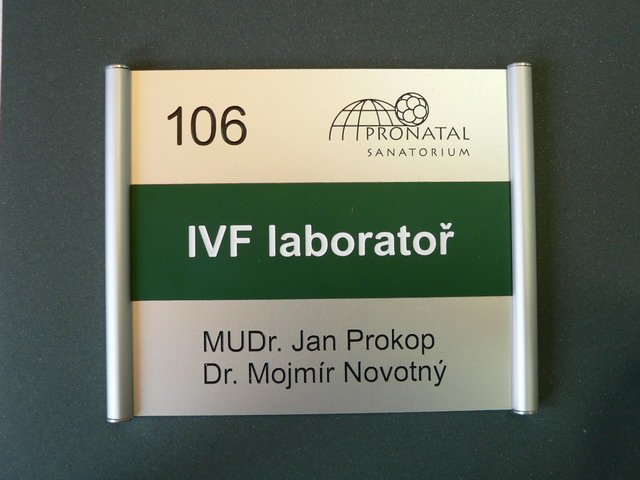 106
PRONATAL
SANATORIUM
IVF laboratoř
MUDr. Jan Prokop
Dr. Mojmír Novotný